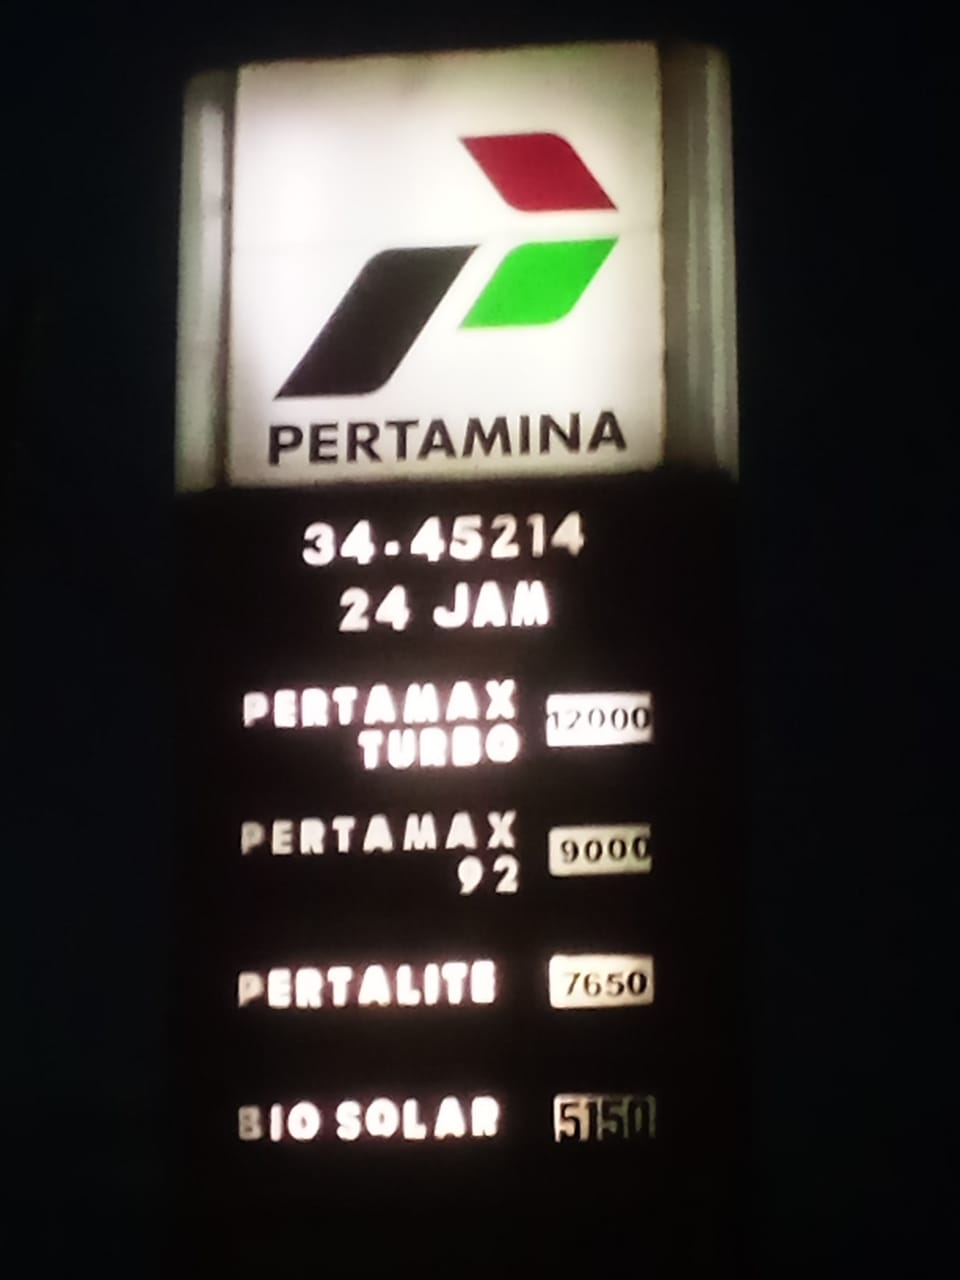 PERTAMINA
34-45214
24 JAM
PERTAMAX
TURBO 12000
PERTAMAX
92 9000
PERTALITE 7650
BIO SOLAR 5150